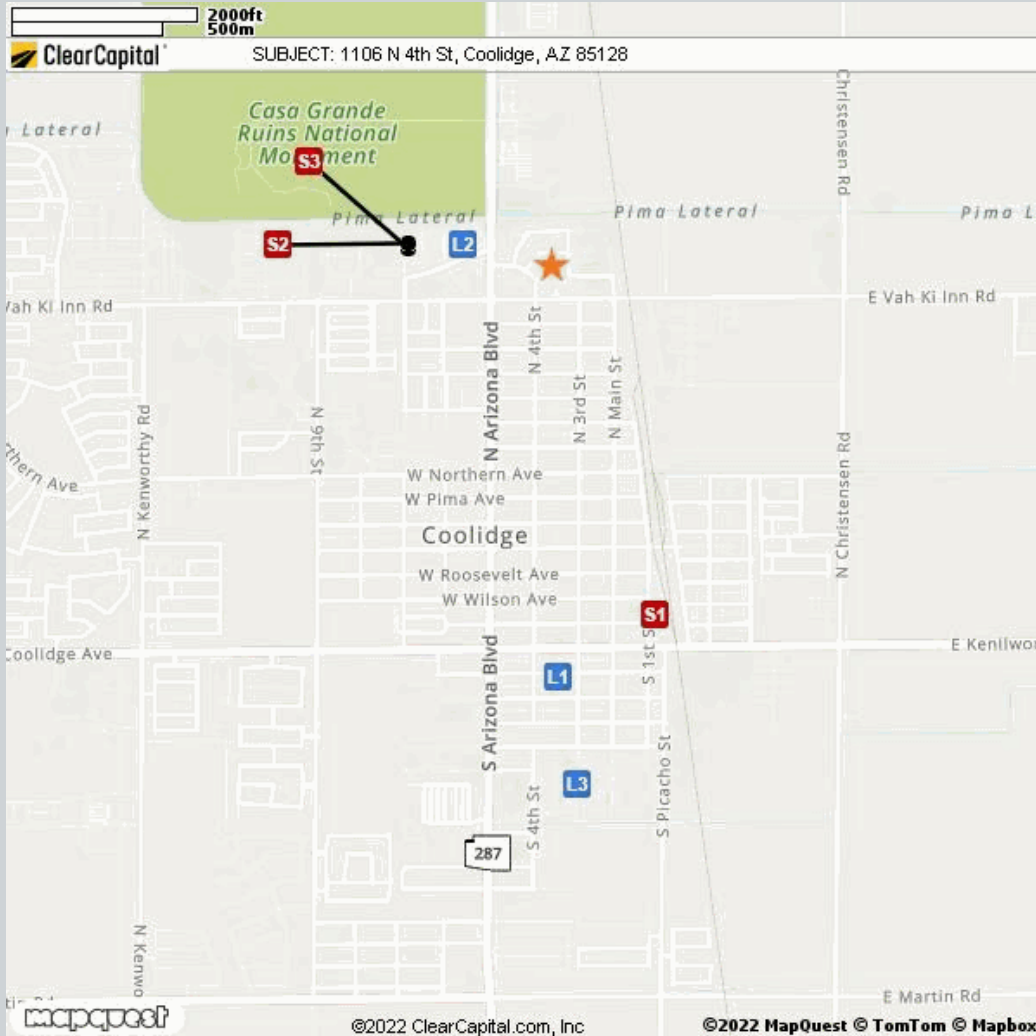 2000ft
500m
ClearCapital
SUBJECT: 1106 N 4th St, Coolidge, AZ 85128
Casa Grande
Ruins National
Monument
S3
Lateral
Christensen Rd
Pima Lateral
Pima Lateral
Pima L
S2
L2
Vah Ki Inn Rd
E Vah Ki Inn Rd
N 4th St
N Arizona Blvd
N 3rd St
N Main St
N Kenworthy Rd
N 9th St
thern Ave
W Northern Ave
W Pima Ave
N Christensen Rd
Coolidge
W Roosevelt Ave
W Wilson Ave
S1
Coolidge Ave
E Kenilwo
S 1st S
S Arizona Blvd
L1
L3
S 4th St
S Picacho St
287
N Kenwo
E Martin Rd
mapquest
©2022 ClearCapital.com, Inc
©2022 MapQuest © TomTom © Mapbox